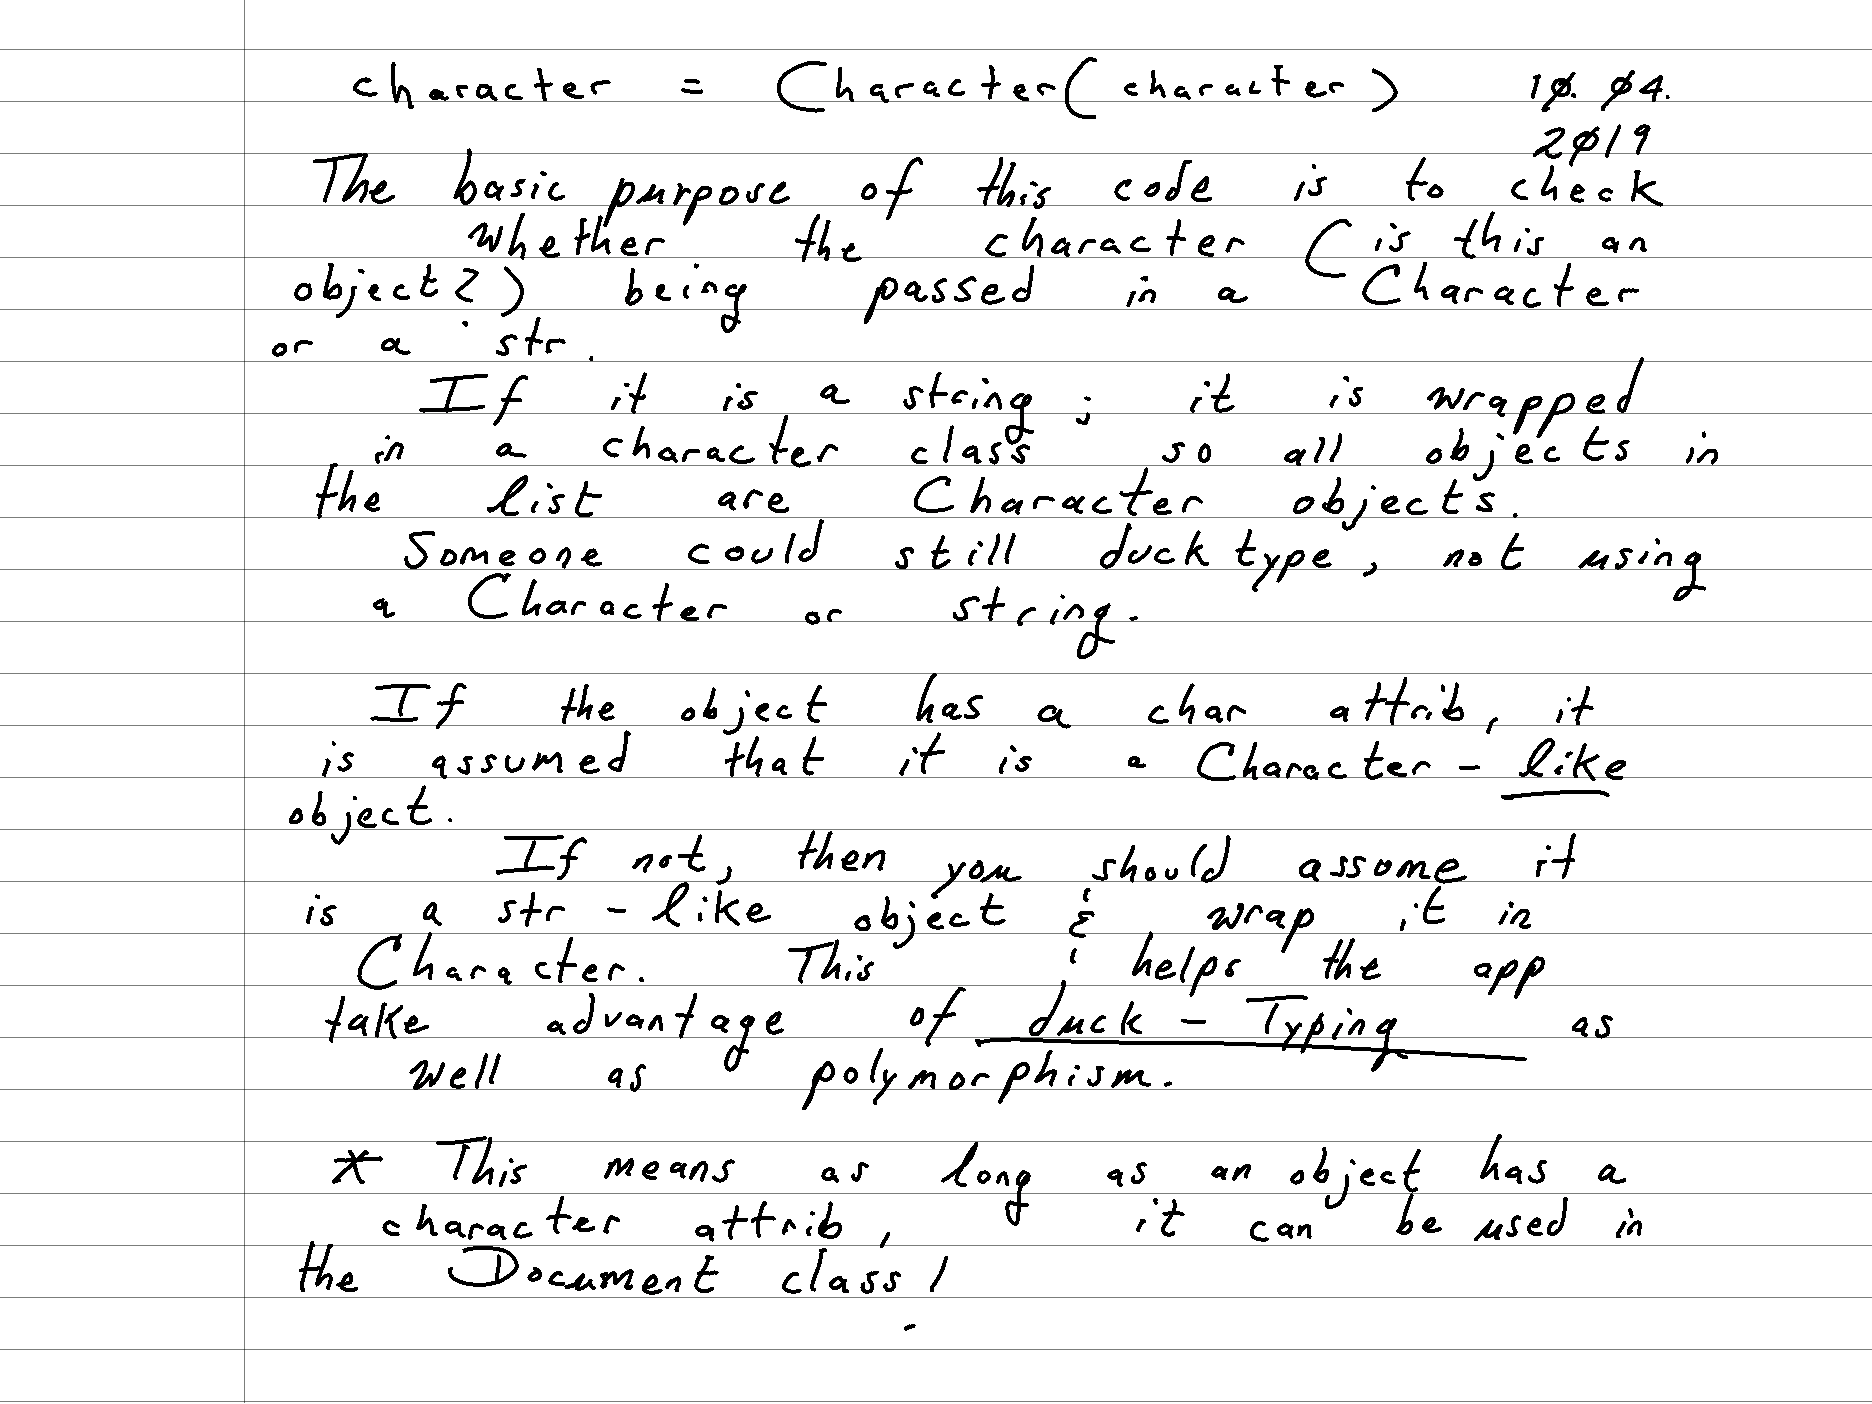 character = Character( character ) 10. 04.
2019
The basic purpose of this code is to check
whether the character ( is this an
object? ) being passed in a Character
or a str.
If it is a string; it is wrapped
in a character class so all objects in
the list are Character objects.
Someone could still duck type, not using
a Character or string.
If the object has a char attrib, it
is assumed that it is a Character - like
object.
If not, then you should assume it
is a str - like object & wrap it in
Character. This helps the app
take advantage of duck - Typing as
well as polymorphism.
* This means as long as an object has a
character attrib, it can be used in
the Document class!